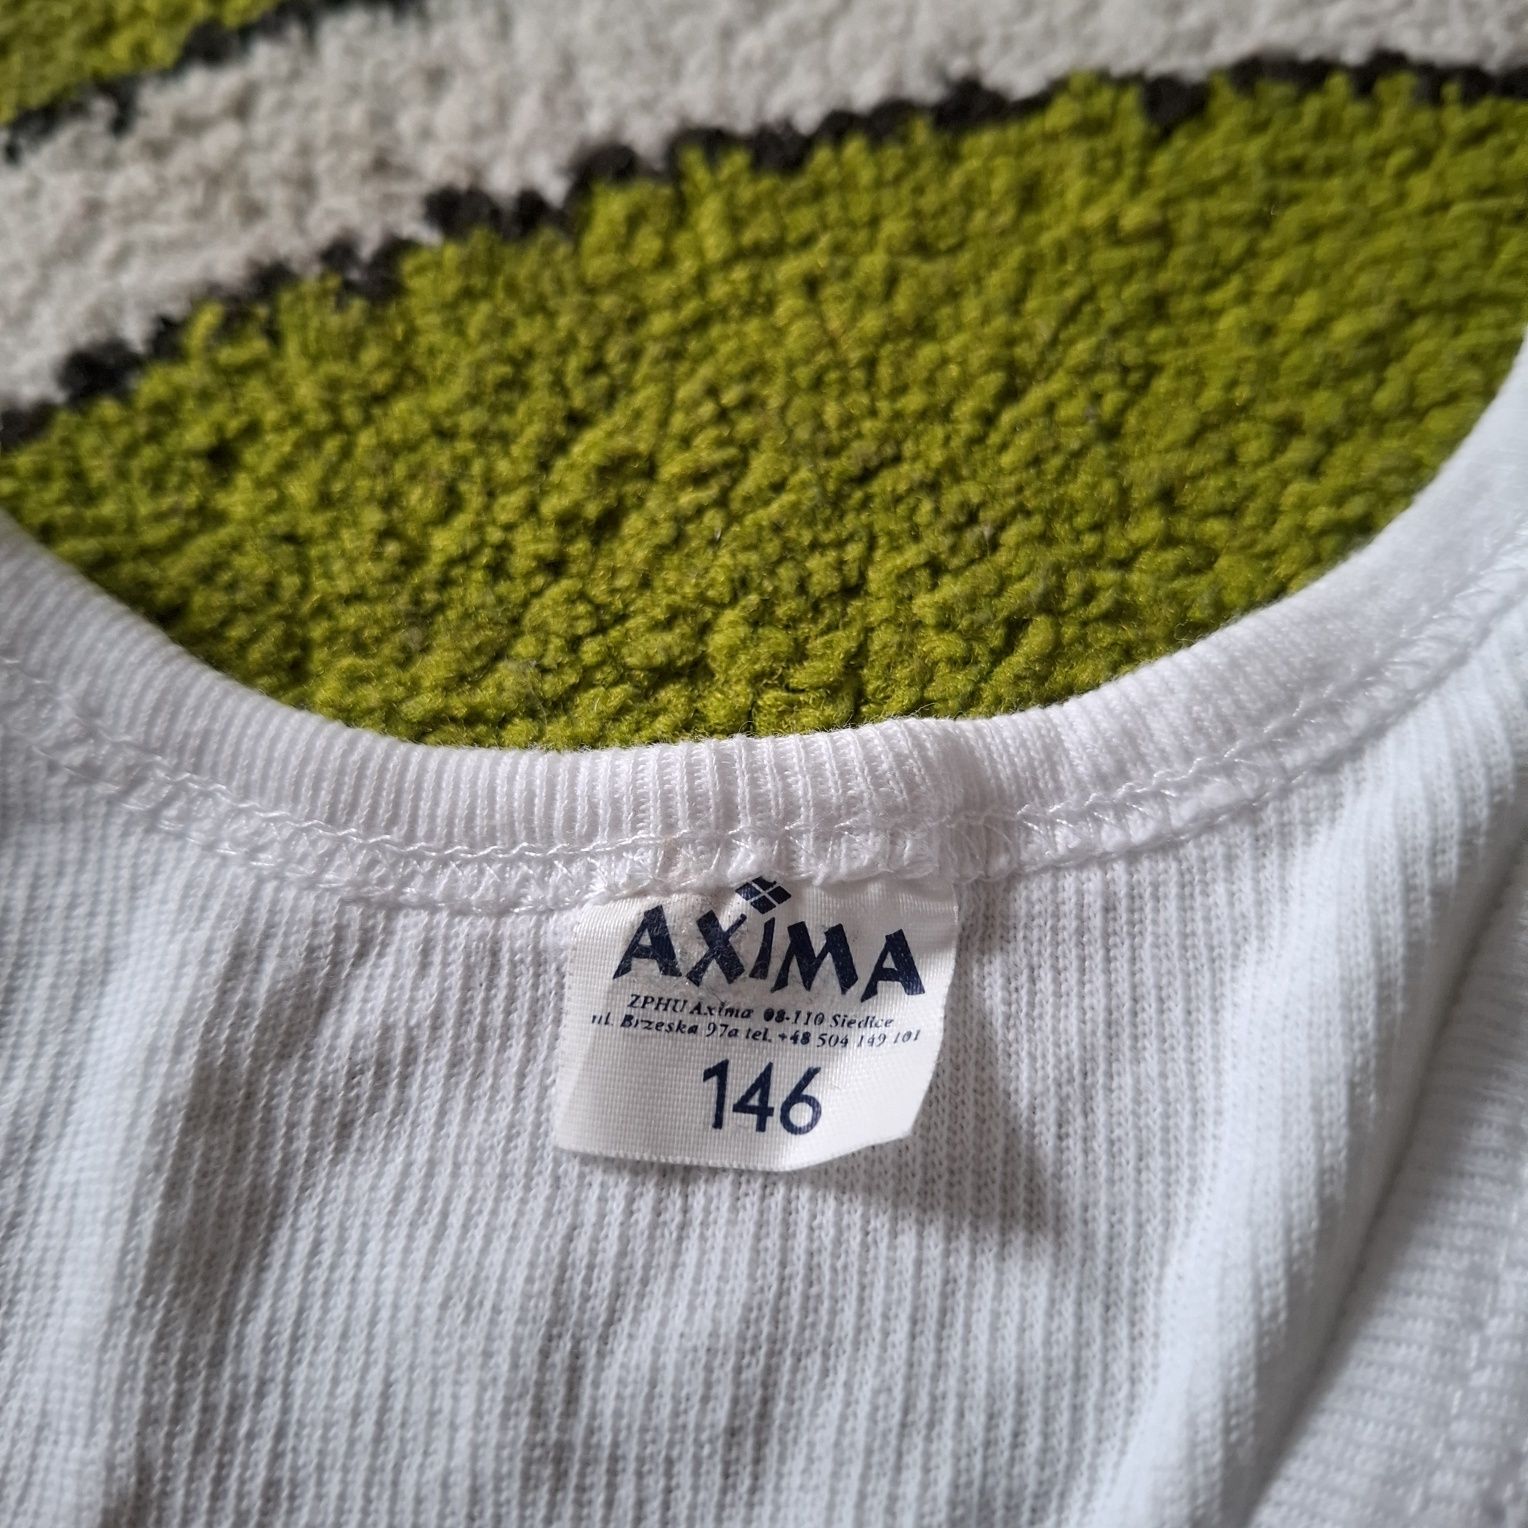 AXIMA
ZPHU Axima 08-110 Siedlce
ul. Brzeska 97a tel. +48 504 149 101
146